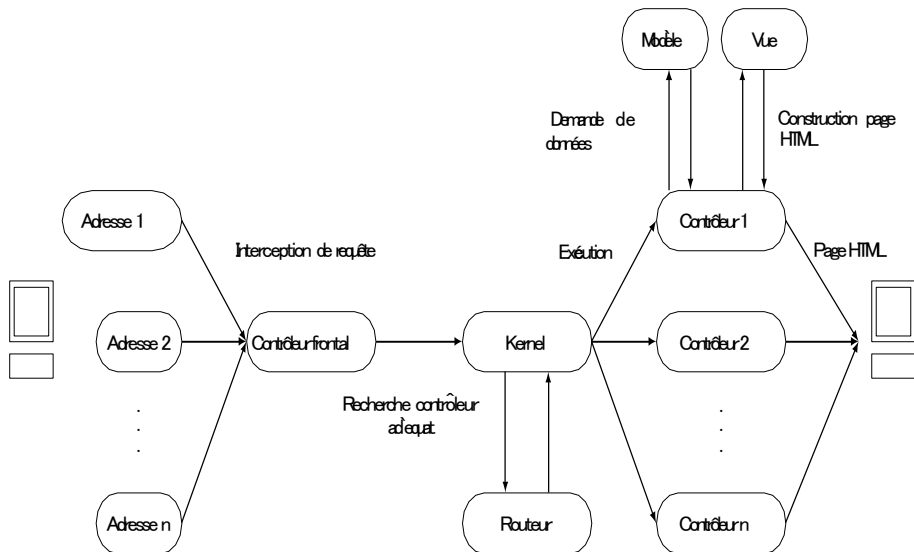 Modèle
Vue
Demande de
données
Construction page
HTML
Adresse 1
Contrôleur 1
Interception de requête
Exéution
Page HTML
Adresse 2
Contrôleur frontal
Kernel
Contrôleur 2
Recherche contrôleur
adéquat
.
.
.
.
.
.
Adresse n
Routeur
Contrôleur n